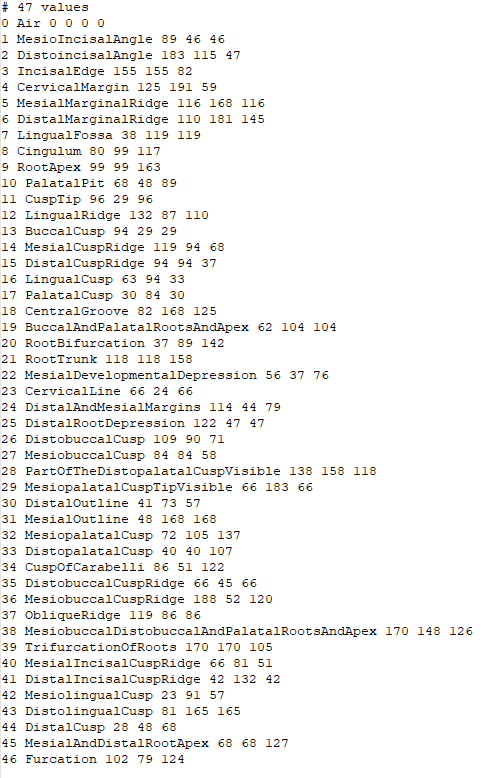 # 47 values
0 Air 0 0 0 0
1 MesioIncisalAngle 89 46 46
2 DistoincisalAngle 183 115 47
3 IncisalEdge 155 155 82
4 CervicalMargin 125 191 59
5 MesialMarginalRidge 116 168 116
6 DistalMarginalRidge 110 181 145
7 LingualFossa 38 119 119
8 Cingulum 80 99 117
9 RootApex 99 99 163
10 PalatalPit 68 48 89
11 CuspTip 96 29 96
12 LingualRidge 132 87 110
13 BuccalCusp 94 29 29
14 MesialCuspRidge 119 94 68
15 DistalCuspRidge 94 94 37
16 LingualCusp 63 94 33
17 PalatalCusp 30 84 30
18 CentralGroove 82 168 125
19 BuccalAndPalatalRootsAndApex 62 104 104
20 RootBifurcation 37 89 142
21 RootTrunk 118 118 158
22 MesialDevelopmentalDepression 56 37 76
23 CervicalLine 66 24 66
24 DistalAndMesialMargins 114 44 79
25 DistalRootDepression 122 47 47
26 DistobuccalCusp 109 90 71
27 MesiobuccalCusp 84 84 58
28 PartOfTheDistopalatalCuspVisible 138 158 118
29 MesiopalatalCuspTipVisible 66 183 66
30 DistalOutline 41 73 57
31 MesialOutline 48 168 168
32 MesiopalatalCusp 72 105 137
33 DistopalatalCusp 40 40 107
34 CuspOfCarabelli 86 51 122
35 DistobuccalCuspRidge 66 45 66
36 MesiobuccalCuspRidge 188 52 120
37 ObliqueRidge 119 86 86
38 MesiobuccalDistobuccalAndPalatalRootsAndApex 170 148 126
39 TrifurcationOfRoots 170 170 105
40 MesialIncisalCuspRidge 66 81 51
41 DistalIncisalCuspRidge 42 132 42
42 MesiolingualCusp 23 91 57
43 DistolingualCusp 81 165 165
44 DistalCusp 28 48 68
45 MesialAndDistalRootApex 68 68 127
46 Furcation 102 79 124